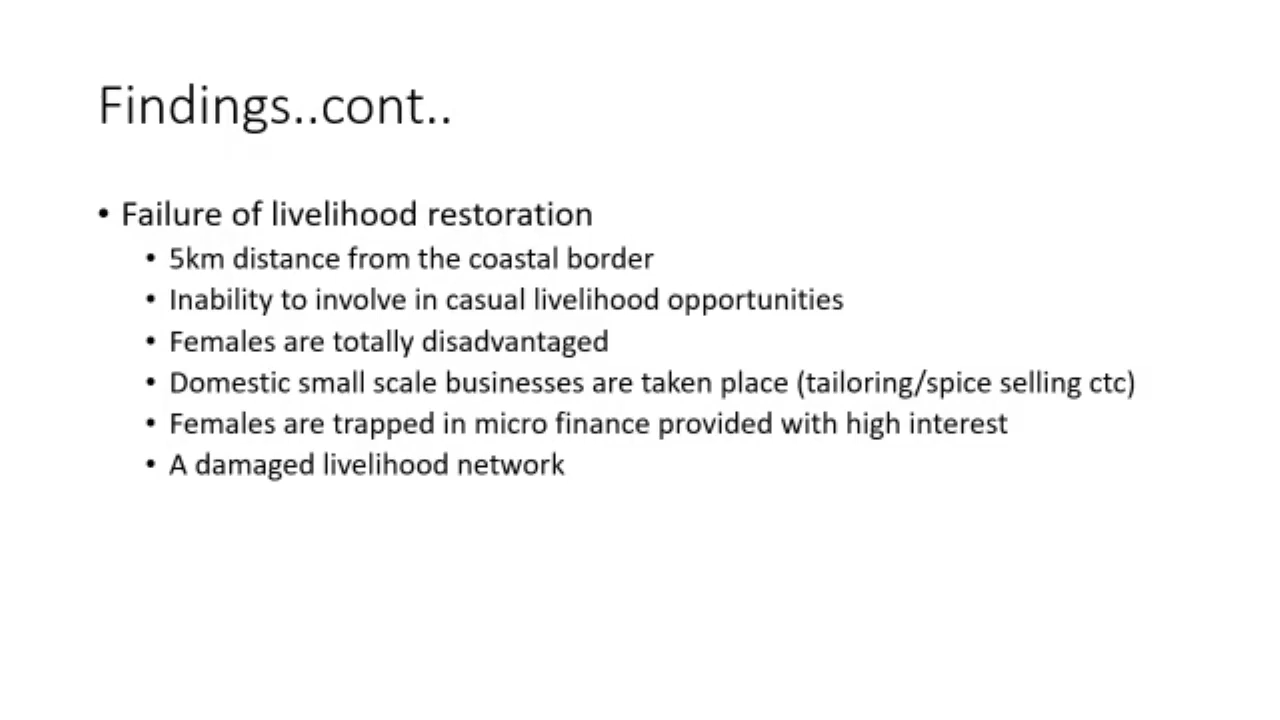 Findings..cont..
• Failure of livelihood restoration
• 5km distance from the coastal border
• Inability to involve in casual livelihood opportunities
• Females are totally disadvantaged
• Domestic small scale businesses are taken place (tailoring/spice selling ctc)
• Females are trapped in micro finance provided with high interest
• A damaged livelihood network